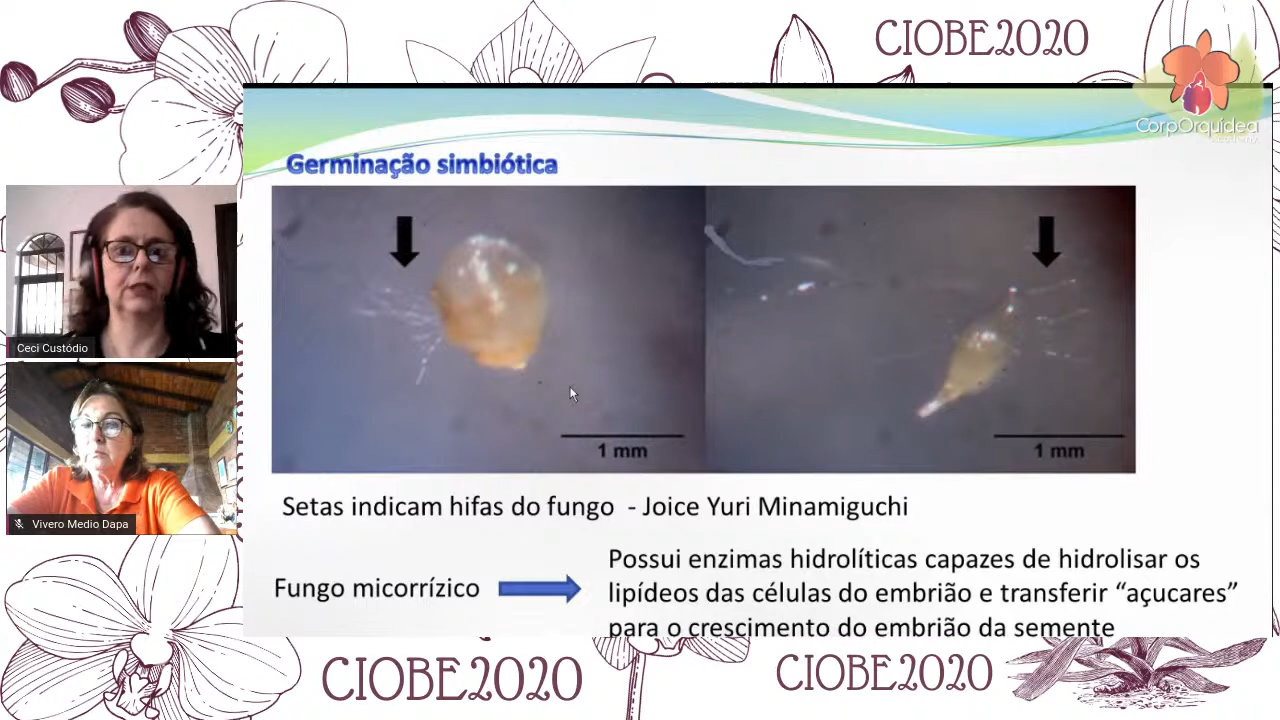 CIOBE2020
CorpOrquídea
Germinação simbiótica
1 mm
1 mm
Ceci Custódio
Vivero Medio Dapa
Setas indicam hifas do fungo - Joice Yuri Minamiguchi
Fungo micorrízico
Possui enzimas hidrolíticas capazes de hidrolisar os
lipídeos das células do embrião e transferir “açucares”
para o crescimento do embrião da semente
CIOBE2020
CIOBE2020